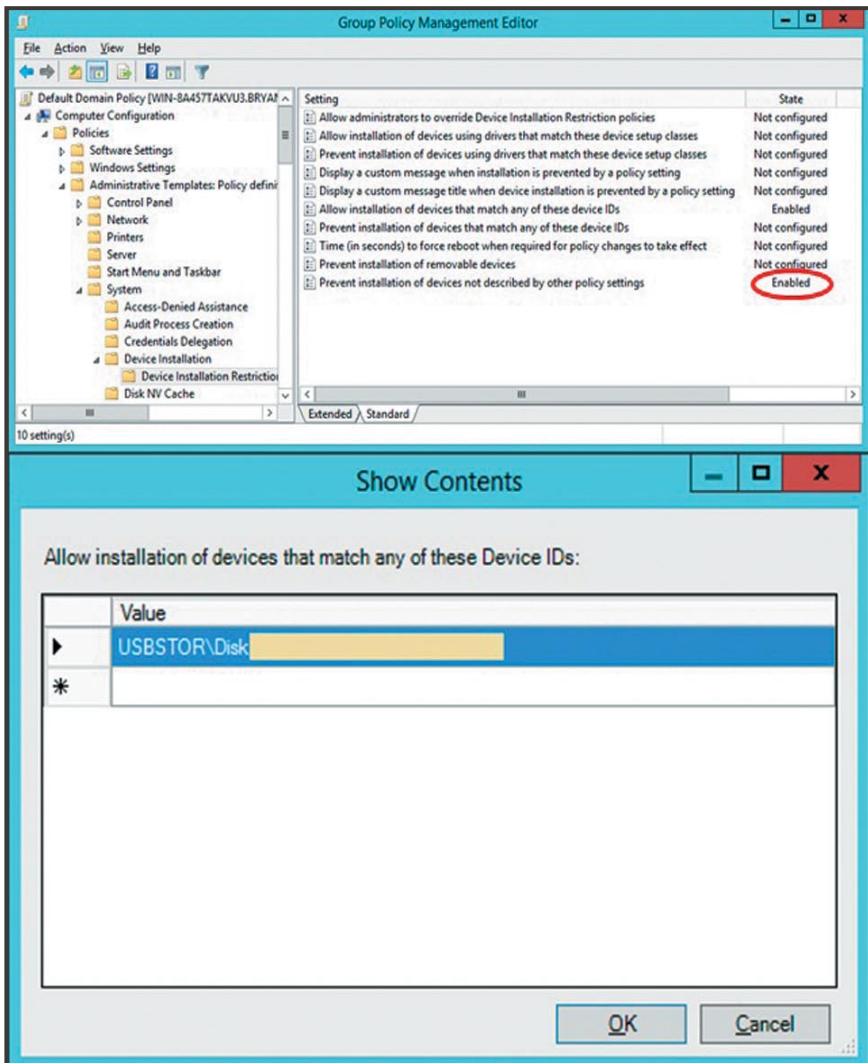 Group Policy Management Editor
File Action View Help
Default Domain Policy [WIN-8A457TAKVU3.BRYAN
Computer Configuration
Policies
Software Settings
Windows Settings
Administrative Templates: Policy defini
Control Panel
Network
Printers
Server
Start Menu and Taskbar
System
Access-Denied Assistance
Audit Process Creation
Credentials Delegation
Device Installation
Device Installation Restriction
Disk NV Cache
Setting State
Allow administrators to override Device Installation Restriction policies Not configured
Allow installation of devices using drivers that match these device setup classes Not configured
Prevent installation of devices using drivers that match these device setup classes Not configured
Display a custom message when installation is prevented by a policy setting Not configured
Display a custom message title when device installation is prevented by a policy setting Not configured
Allow installation of devices that match any of these device IDs Enabled
Prevent installation of devices that match any of these device IDs Not configured
Time (in seconds) to force reboot when required for policy changes to take effect Not configured
Prevent installation of removable devices Not configured
Prevent installation of devices not described by other policy settings Enabled
Extended Standard
10 setting(s)
Show Contents
Allow installation of devices that match any of these Device IDs:
Value
USBSTOR\Disk
OK Cancel